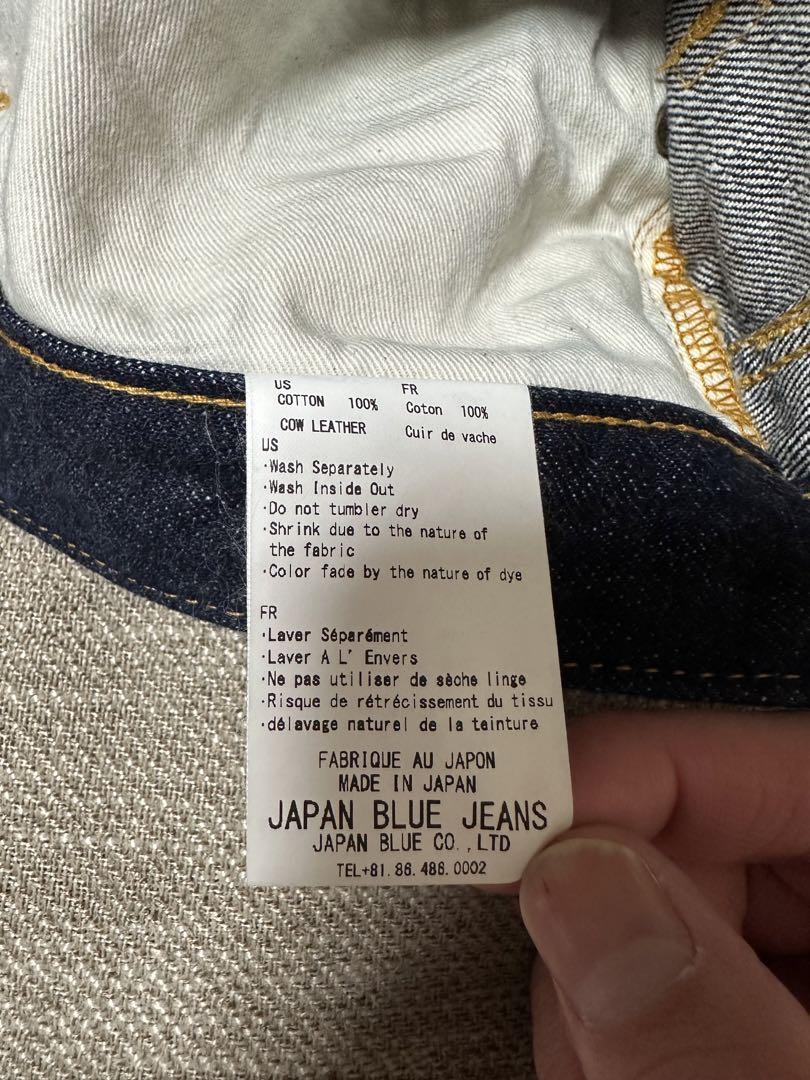 US FR
COTTON 100% Coton 100%
COW LEATHER Cuir de vache
US
·Wash Separately
·Wash Inside Out
·Do not tumbler dry
·Shrink due to the nature of
the fabric
·Color fade by the nature of dye
FR
·Laver Séparément
·Laver A L' Envers
·Ne pas utiliser de sèche linge
·Risque de rétrécissement du tissu
·délavage naturel de la teinture
FABRIQUE AU JAPON
MADE IN JAPAN
JAPAN BLUE JEANS
JAPAN BLUE CO.,LTD
TEL+81.86.486.0002